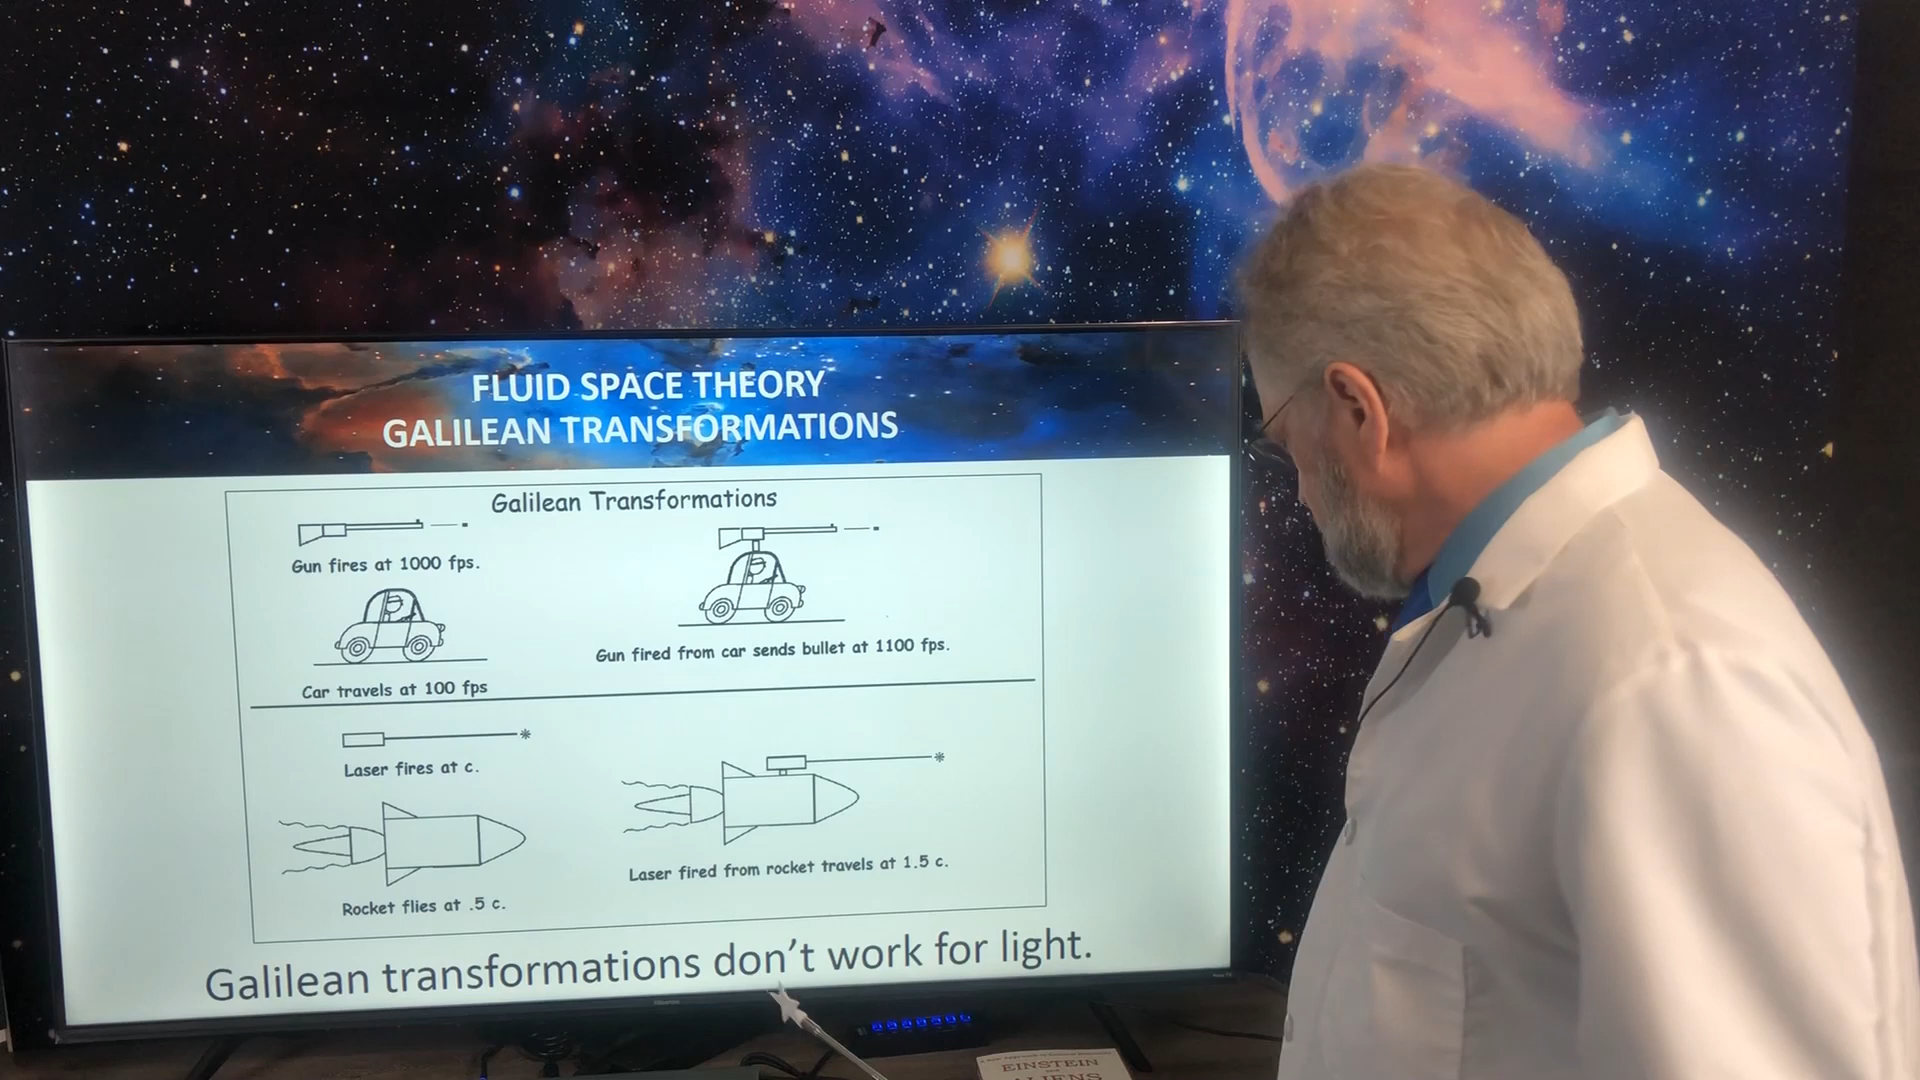 FLUID SPACE THEORY
GALILEAN TRANSFORMATIONS
Galilean Transformations
Gun fires at 1000 fps.
Car travels at 100 fps
Gun fired from car sends bullet at 1100 fps.
Laser fires at c.
Rocket flies at .5 c.
Laser fired from rocket travels at 1.5 c.
Galilean transformations don't work for light.
EINSTEIN
ALIENS